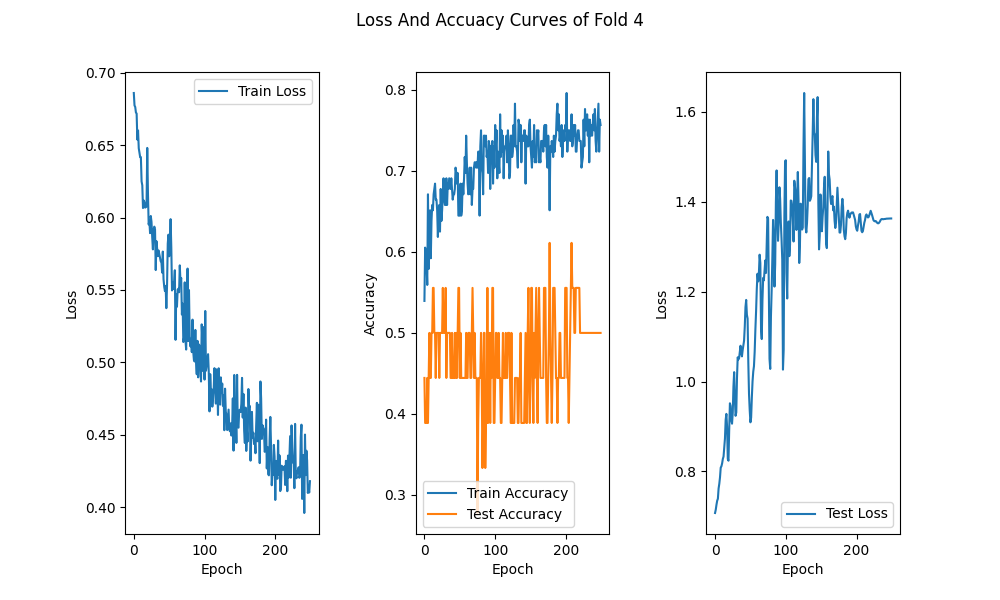 Loss And Accuacy Curves of Fold 4
0.70
0.65
0.60
0.55
0.50
0.45
0.40
Loss
0
100
200
Epoch
Train Loss
0.8
0.7
0.6
0.5
0.4
0.3
Accuracy
0
100
200
Epoch
Train Accuracy
Test Accuracy
1.6
1.4
1.2
1.0
0.8
Loss
0
100
200
Epoch
Test Loss